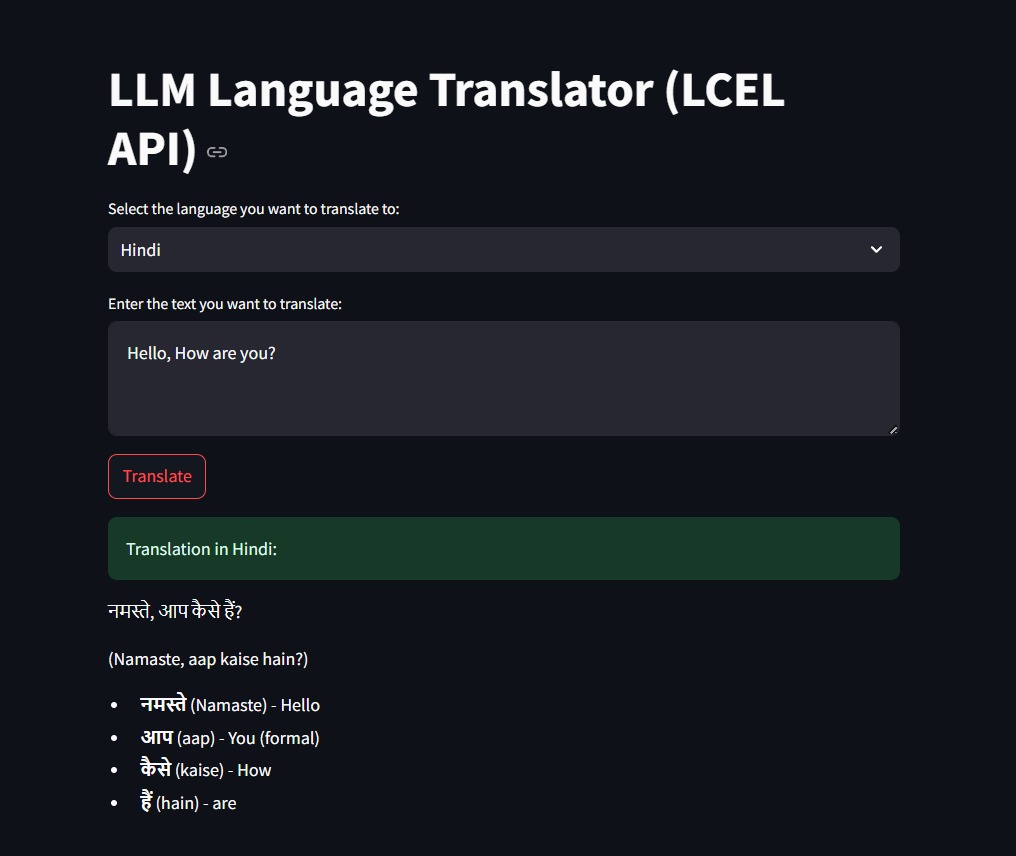 LLM Language Translator (LCEL
API)
Select the language you want to translate to:
Hindi
Enter the text you want to translate:
Hello, How are you?
Translate
Translation in Hindi:
नमस्ते, आप कैसे हैं?
(Namaste, aap kaise hain?)
• नमस्ते (Namaste) - Hello
• आप (aap) - You (formal)
• कैसे (kaise) - How
• हैं (hain) - are